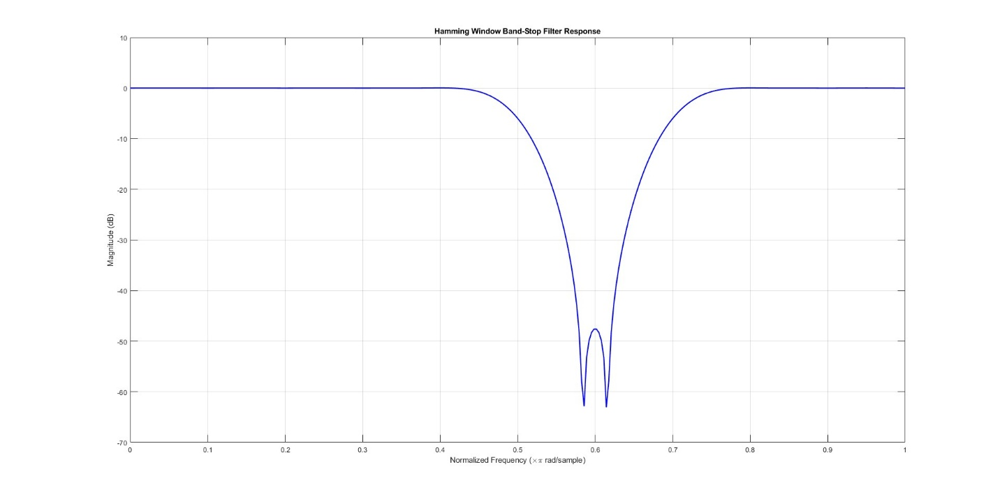 Hamming Window Band-Stop Filter Response
10
0
-10
-20
-30
-40
-50
-60
-70
Magnitude (dB)
0 0.1 0.2 0.3 0.4 0.5 0.6 0.7 0.8 0.9 1
Normalized Frequency (×π rad/sample)